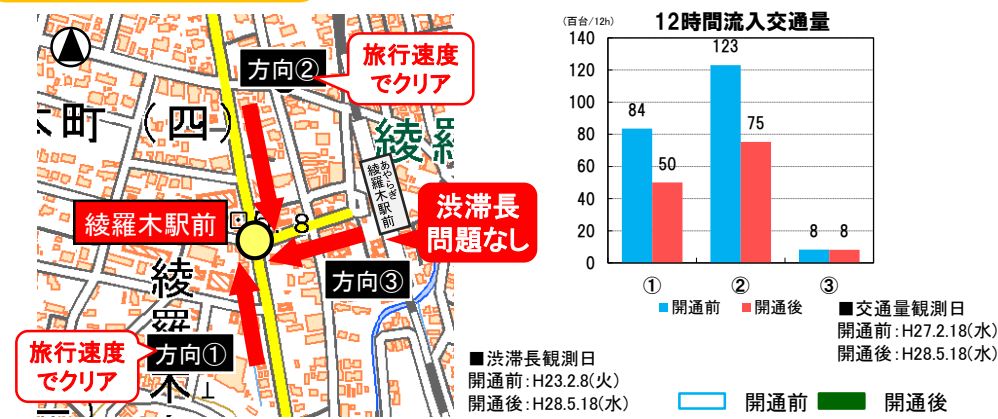 方向②
旅行速度
でクリア
木町(四)
綾羅
綾羅木駅前
あやらぎ
綾羅木駅前
8
渋滞長
問題なし
方向③
綾羅木
旅行速度
でクリア
方向①
■渋滞長観測日
開通前:H23.2.8(火)
開通後:H28.5.18(水)
12時間流入交通量
(百台/12h)
140
120
100
80
60
40
20
0
84
50
123
75
8
8
①
②
③
開通前
開通後
■交通量観測日
開通前:H27.2.18(水)
開通後:H28.5.18(水)
開通前
開通後